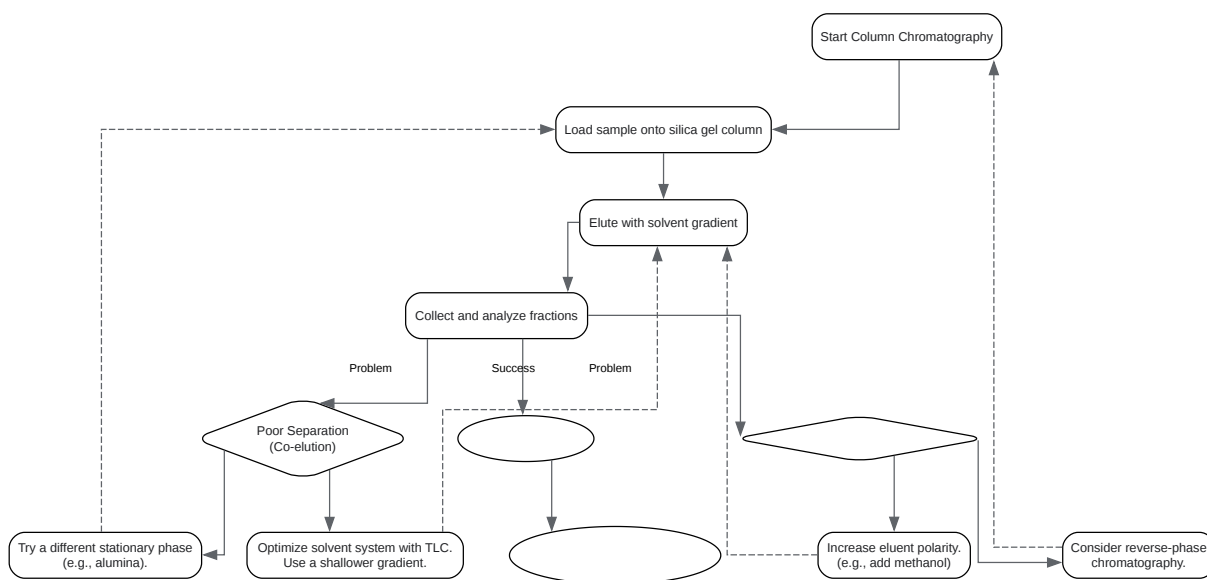 Start Column Chromatography
Load sample onto silica gel column
Elute with solvent gradient
Collect and analyze fractions
Problem
Success
Problem
Poor Separation
(Co-elution)
Try a different stationary phase
(e.g., alumina).
Optimize solvent system with TLC.
Use a shallower gradient.
Increase eluent polarity.
(e.g., add methanol)
Consider reverse-phase
chromatography.